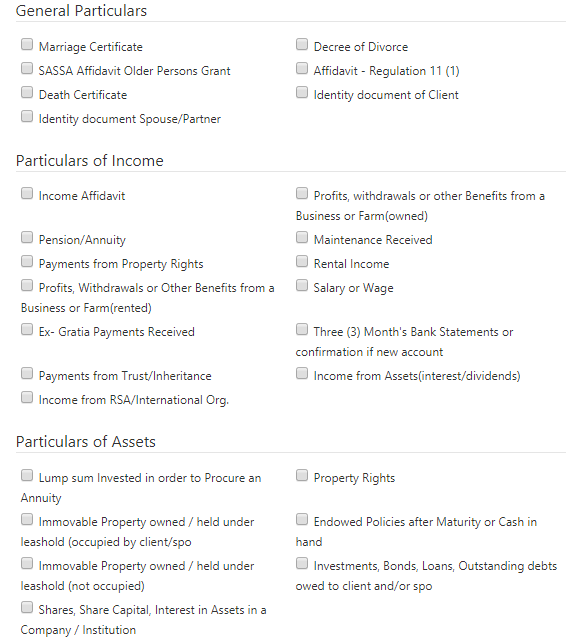 General Particulars
Marriage Certificate
Decree of Divorce
SASSA Affidavit Older Persons Grant
Affidavit - Regulation 11 (1)
Death Certificate
Identity document of Client
Identity document Spouse/Partner
Particulars of Income
Income Affidavit
Profits, withdrawals or other Benefits from a
Business or Farm(owned)
Pension/Annuity
Maintenance Received
Payments from Property Rights
Rental Income
Profits, Withdrawals or Other Benefits from a
Business or Farm(rented)
Salary or Wage
Ex- Gratia Payments Received
Three (3) Month's Bank Statements or
confirmation if new account
Payments from Trust/Inheritance
Income from Assets(interest/dividends)
Income from RSA/International Org.
Particulars of Assets
Lump sum Invested in order to Procure an
Annuity
Property Rights
Immovable Property owned / held under
leashold (occupied by client/spo
Endowed Policies after Maturity or Cash in
hand
Immovable Property owned / held under
leashold (not occupied)
Investments, Bonds, Loans, Outstanding debts
owed to client and/or spo
Shares, Share Capital, Interest in Assets in a
Company / Institution